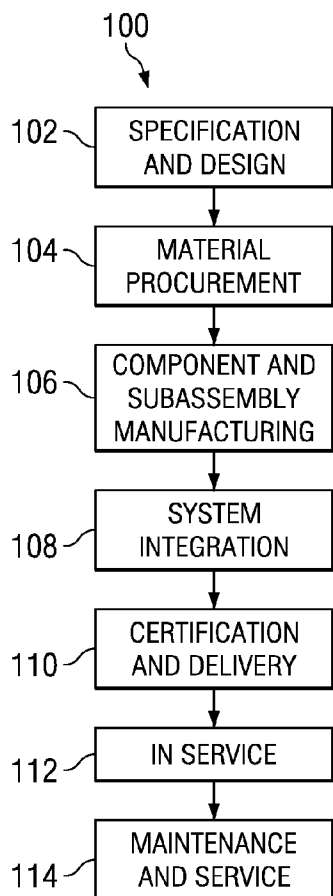 100
102
SPECIFICATION
AND DESIGN
104
MATERIAL
PROCUREMENT
106
COMPONENT AND
SUBASSEMBLY
MANUFACTURING
108
SYSTEM
INTEGRATION
110
CERTIFICATION
AND DELIVERY
112
IN SERVICE
114
MAINTENANCE
AND SERVICE